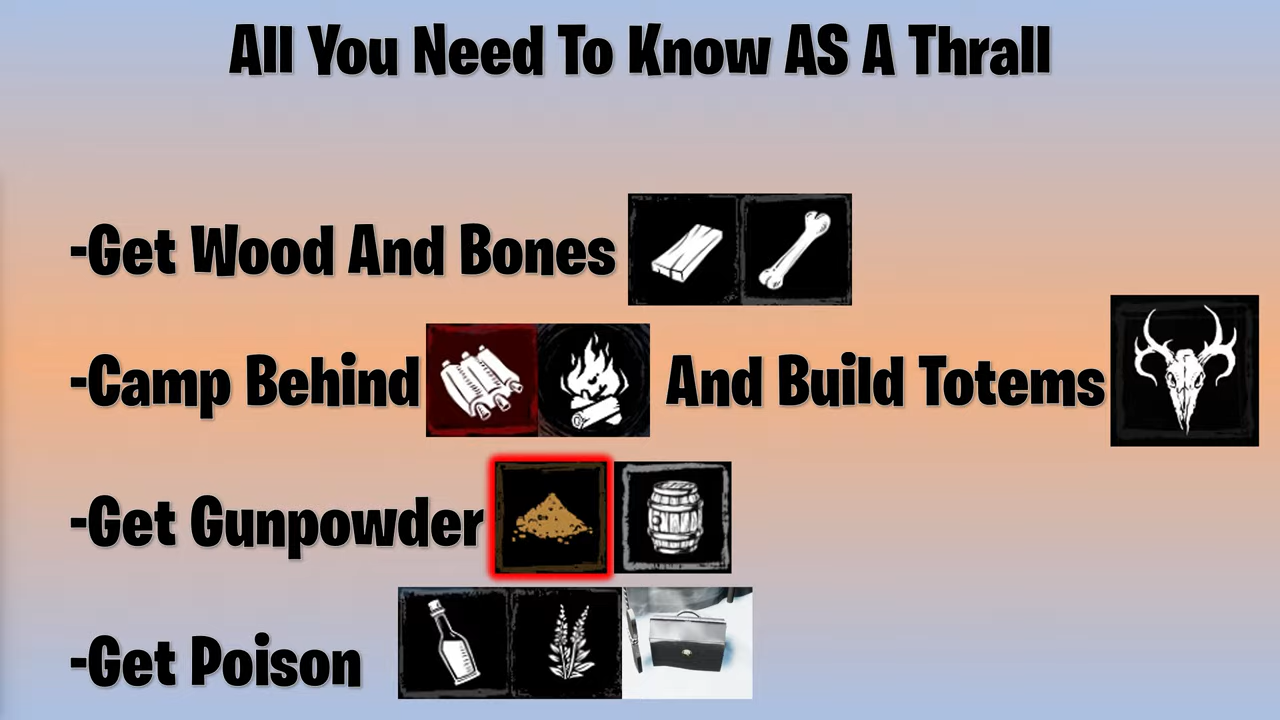 All You Need To Know AS A Thrall
-Get Wood And Bones
-Camp Behind And Build Totems
-Get Gunpowder
-Get Poison